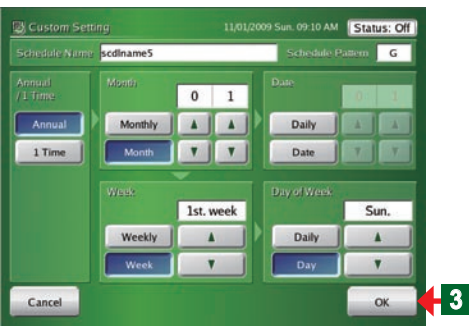 Custom Setting 11/01/2009 Sun. 09:10 AM Status: Off
Schedule Name scdlname5 Schedule Pattern G
Annual
/1 Time
Annual
1 Time
Month
0 1
Monthly
Month
Date
0 1
Daily
Date
Week
1st. week
Weekly
Week
Day of Week
Sun.
Daily
Day
Cancel
OK
3